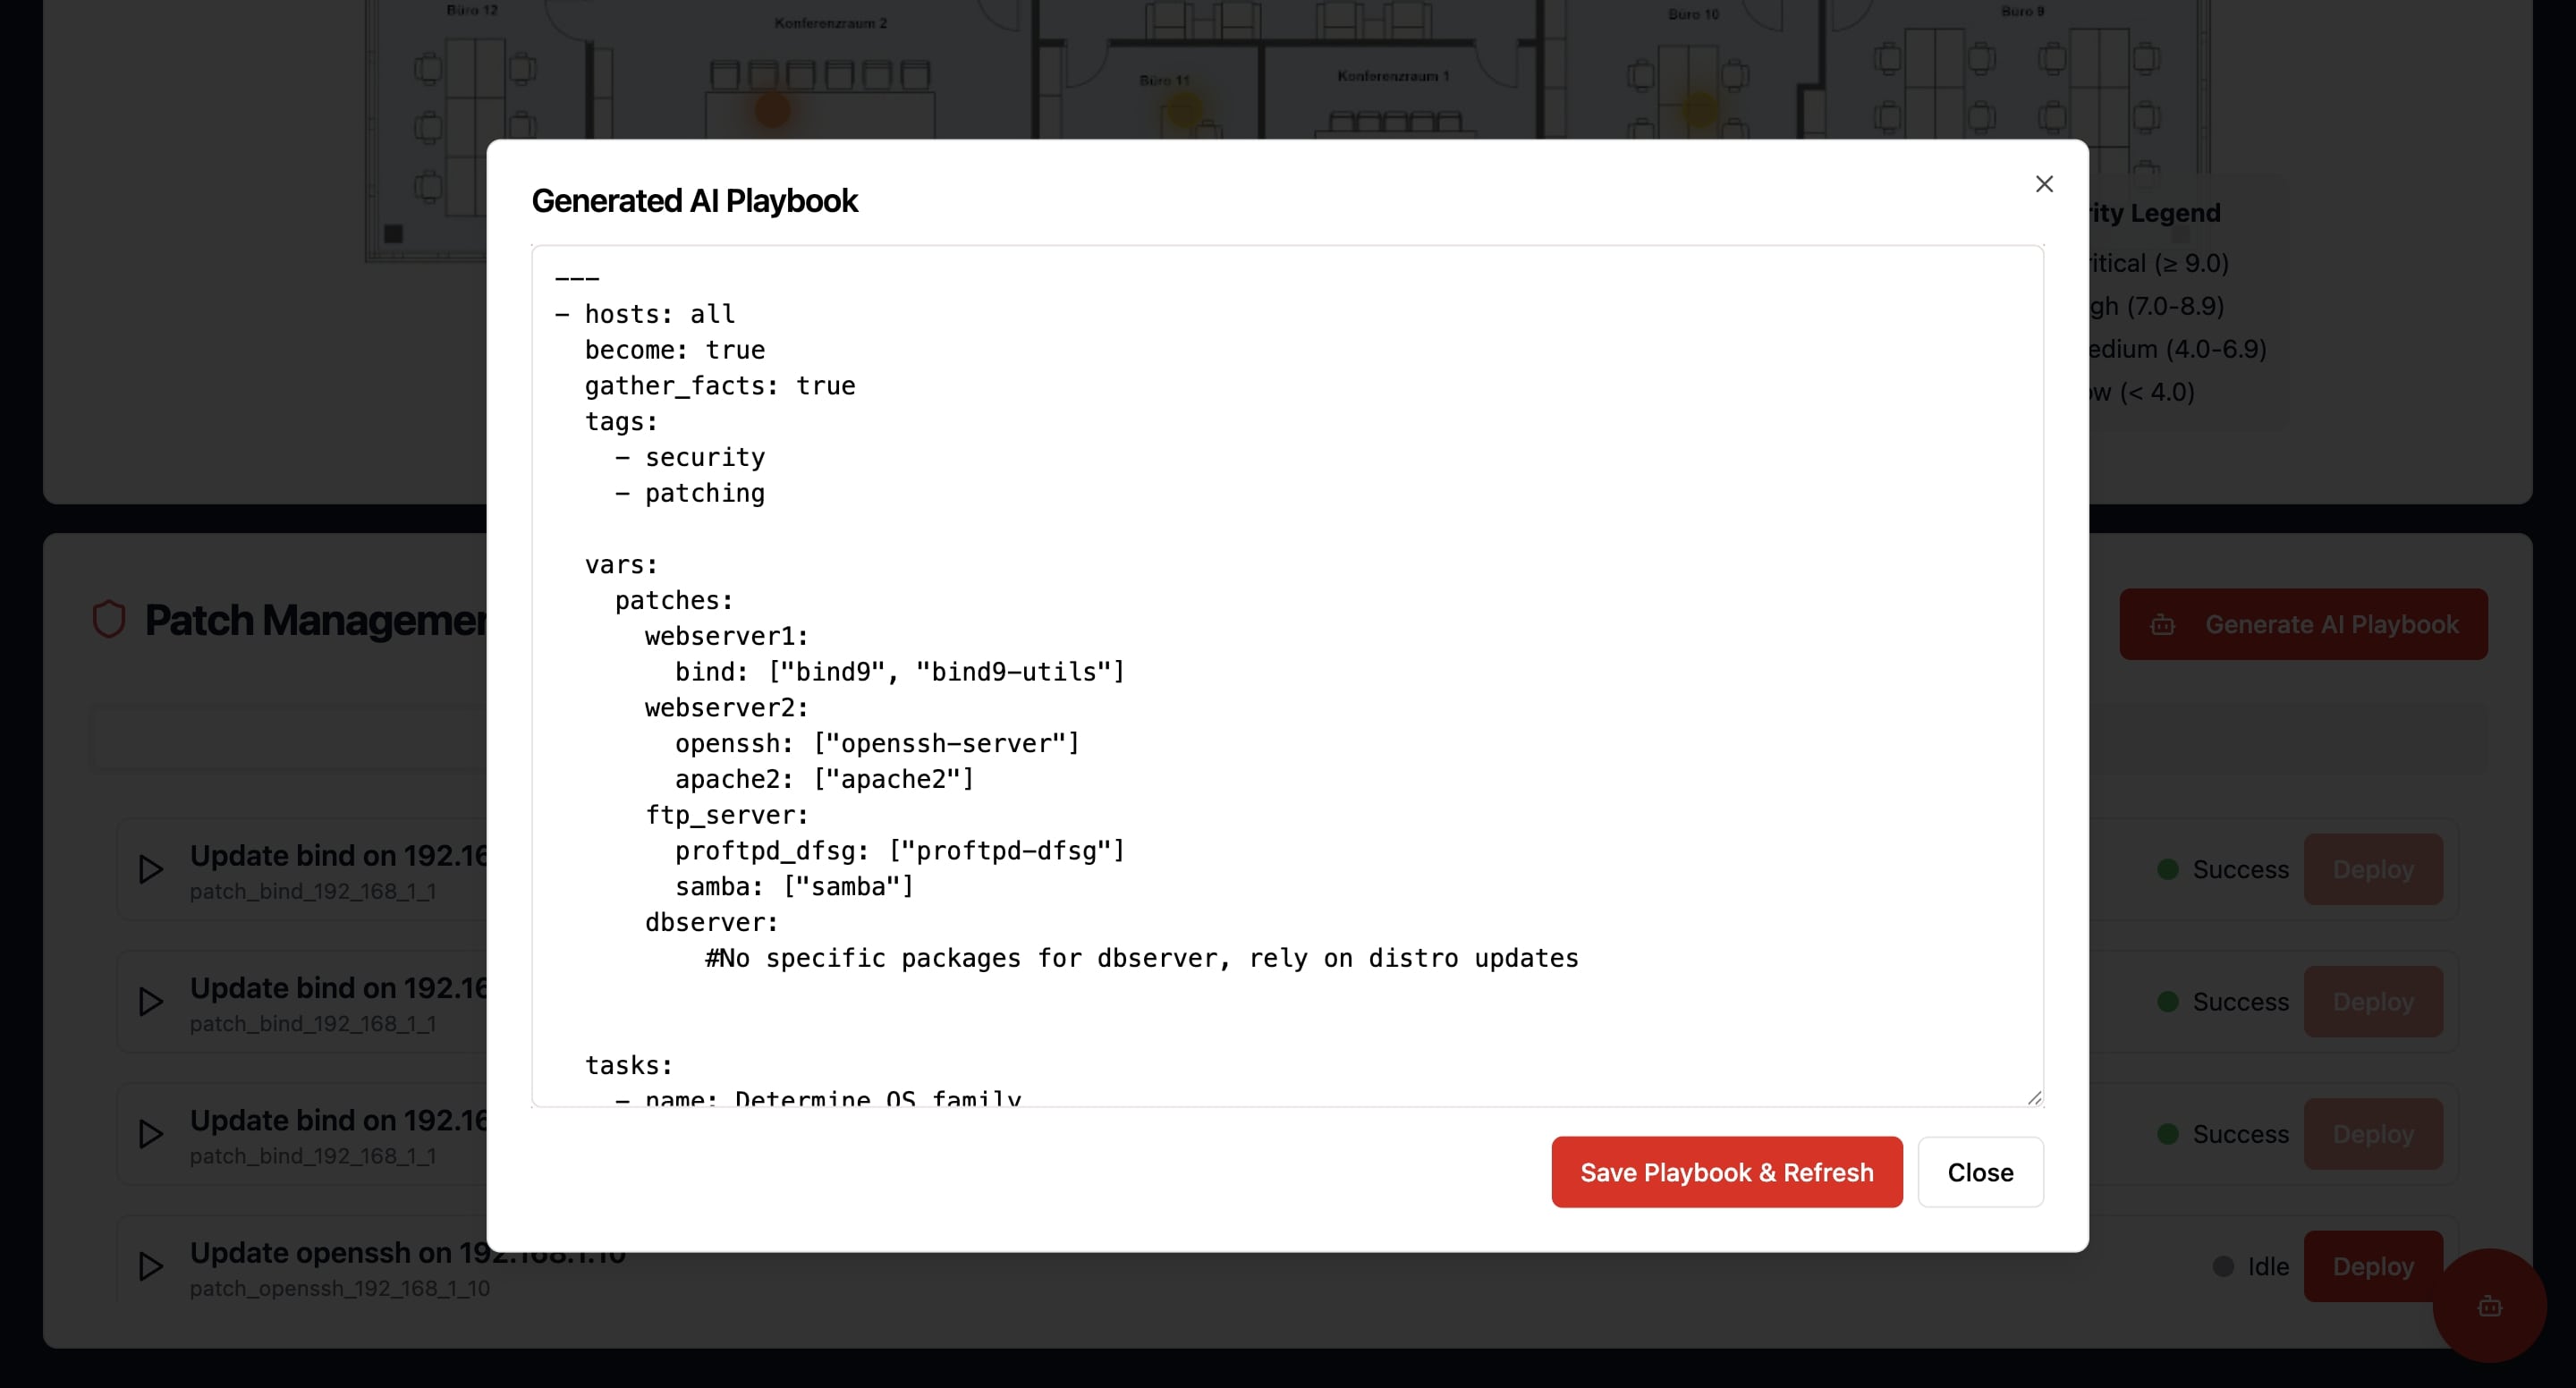 Büro 12
Konferenzraum 2
Büro 10
Büro 9
Büro 11
Konferenzraum 1
Generated AI Playbook
---
- hosts: all
  become: true
  gather_facts: true
  tags:
    - security
    - patching
  vars:
    patches:
      webserver1:
        bind: ["bind9", "bind9-utils"]
      webserver2:
        openssh: ["openssh-server"]
        apache2: ["apache2"]
      ftp_server:
        proftpd_dfsg: ["proftpd-dfsg"]
        samba: ["samba"]
      dbserver:
          #No specific packages for dbserver, rely on distro updates
  tasks:
    - name: Determine OS family
Save Playbook & Refresh
Close
ity Legend
itical (≥ 9.0)
gh (7.0-8.9)
edium (4.0-6.9)
ow (< 4.0)
Patch Managemen
Generate AI Playbook
Update bind on 192.16
patch_bind_192_168_1_1
Success
Deploy
Update bind on 192.16
patch_bind_192_168_1_1
Success
Deploy
Update bind on 192.16
patch_bind_192_168_1_1
Success
Deploy
Update openssh on 192.168.1.10
patch_openssh_192_168_1_10
Idle
Deploy